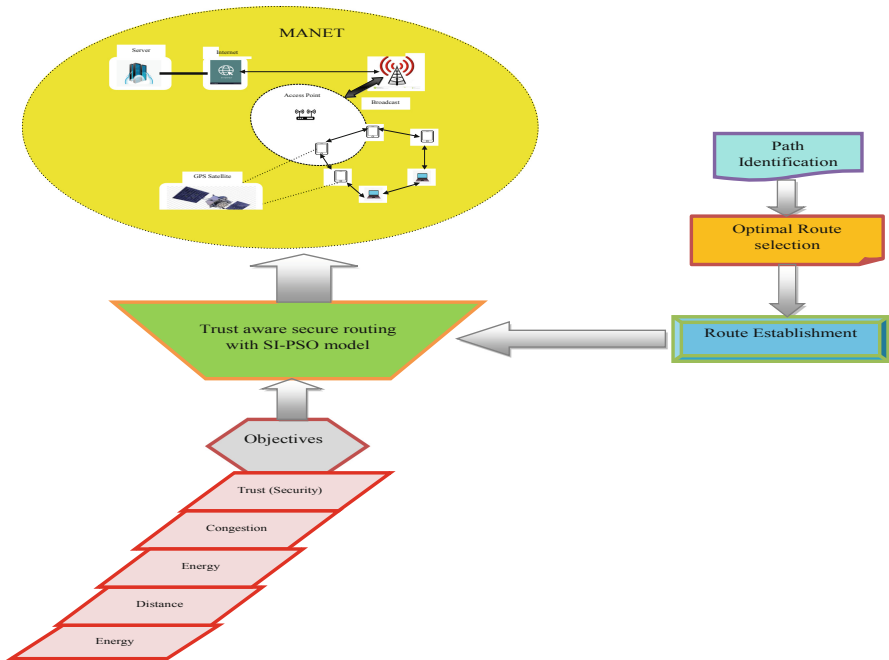 MANET
Server
Internet
Access Point
Broadcast
GPS Satellite
Path
Identification
Optimal Route
selection
Route Establishment
Trust aware secure routing
with SI-PSO model
Objectives
Trust (Security)
Congestion
Energy
Distance
Energy